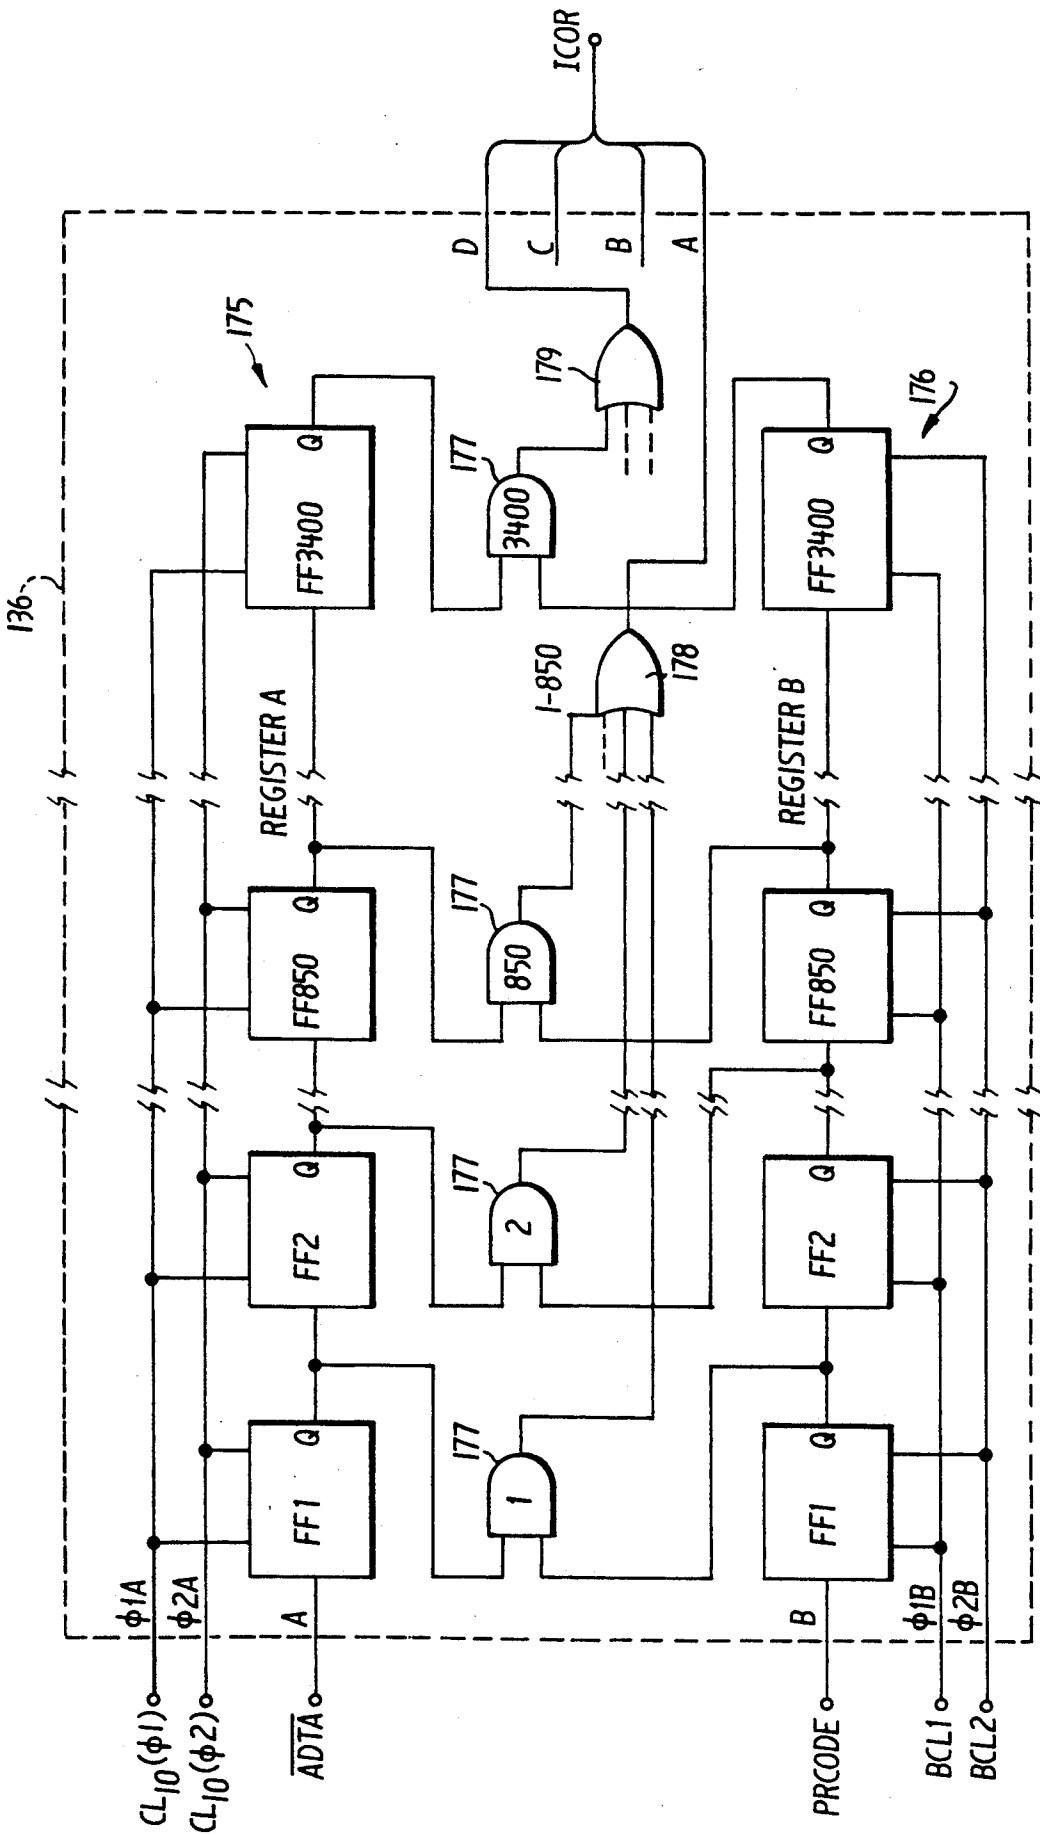 136
CL10(ϕ1)
ϕ1A
CL10(ϕ2)
ϕ2A
175
A
ADTA
FF1
Q
FF2
Q
FF850
Q
REGISTER A
FF3400
Q
177
1
177
2
177
850
177
3400
1-850
178
179
D
C
B
A
ICOR
PRCODE
B
FF1
Q
FF2
Q
FF850
Q
REGISTER B
FF3400
Q
176
BCL1
ϕ1B
BCL2
ϕ2B